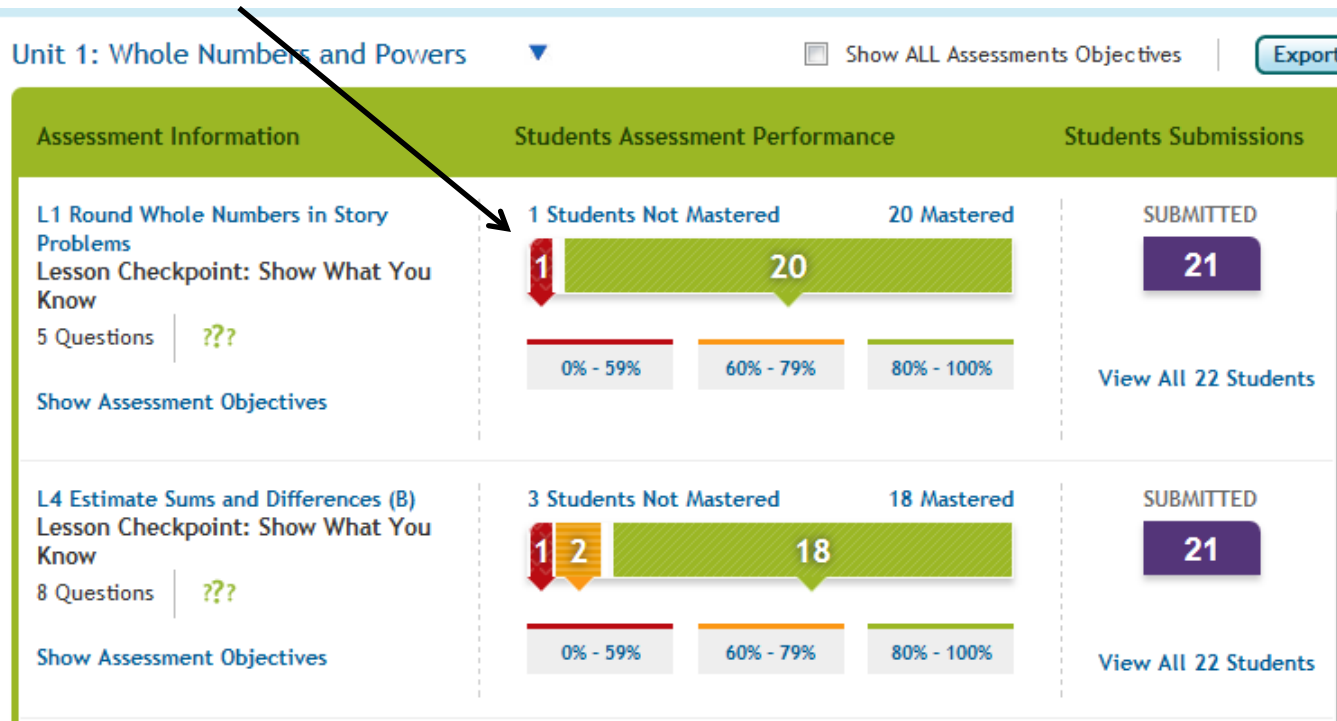 Unit 1: Whole Numbers and Powers
Show ALL Assessments Objectives
Export
Assessment Information
Students Assessment Performance
Students Submissions
L1 Round Whole Numbers in Story
Problems
Lesson Checkpoint: Show What You
Know
5 Questions
???
Show Assessment Objectives
1 Students Not Mastered
20 Mastered
1
20
0% - 59%
60% - 79%
80% - 100%
SUBMITTED
21
View All 22 Students
L4 Estimate Sums and Differences (B)
Lesson Checkpoint: Show What You
Know
8 Questions
???
Show Assessment Objectives
3 Students Not Mastered
18 Mastered
1
2
18
0% - 59%
60% - 79%
80% - 100%
SUBMITTED
21
View All 22 Students